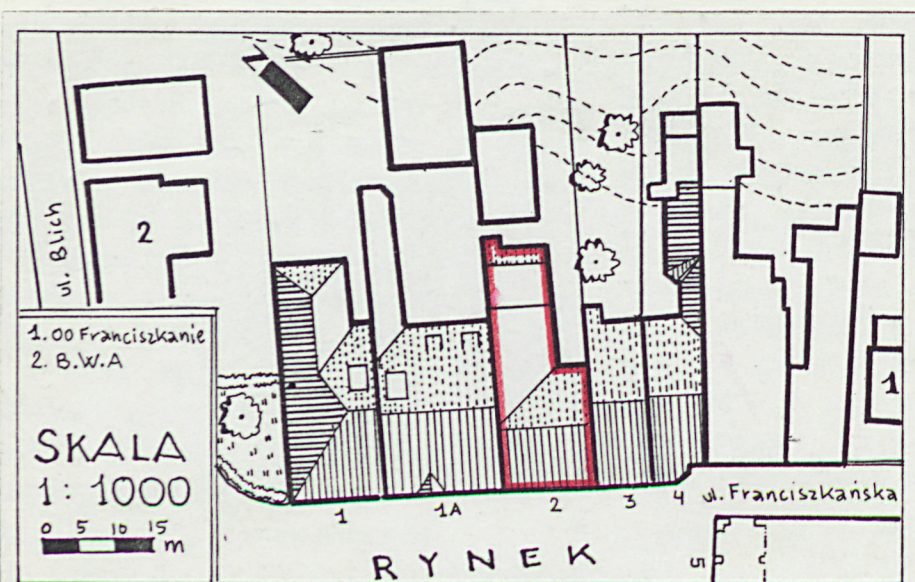 ul. Blich
2
1. OO Franciszkanie
2. B.W.A
SKALA
1: 1000
0 5 10 15
m
1
1A
2
3
4
ul. Franciszkańska
1
RYNEK
5